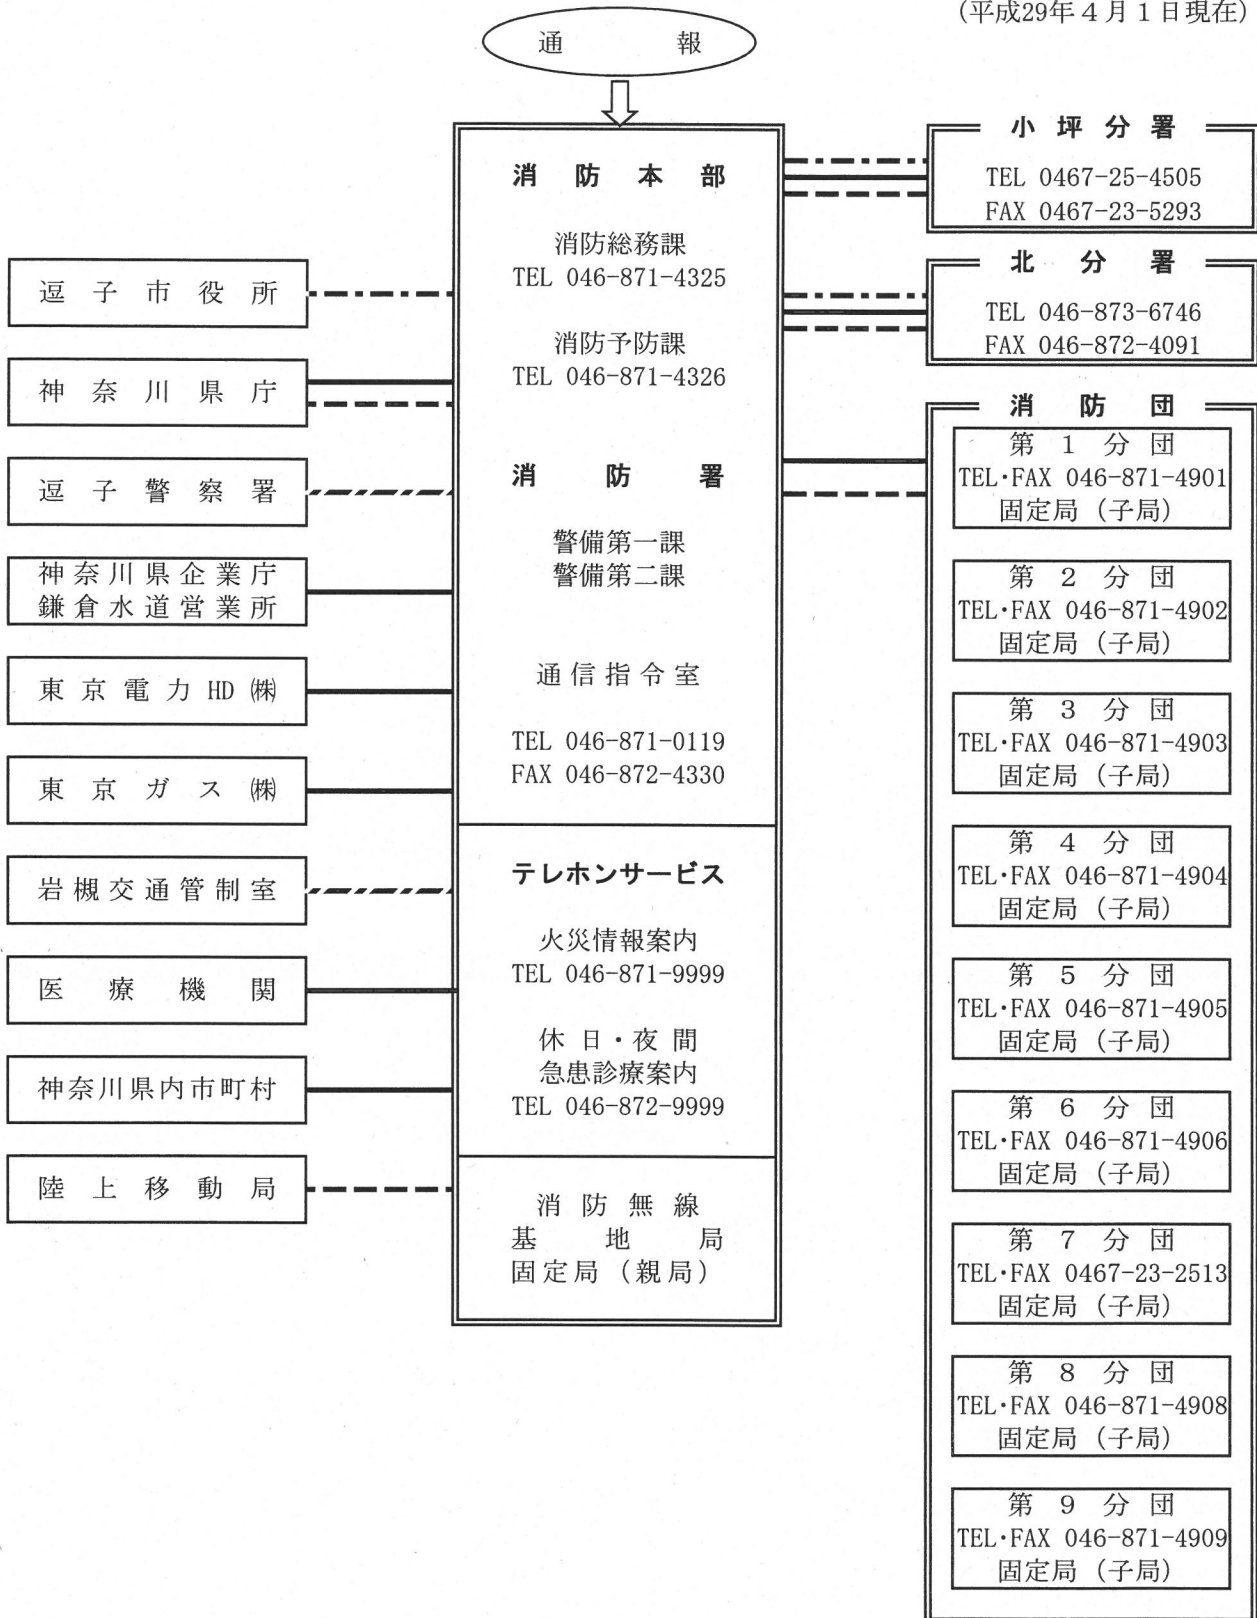 (平成29年4月1日現在)
通報
逗子市役所
神奈川県庁
逗子警察署
神奈川県企業庁
鎌倉水道営業所
東京電力HD㈱
東京ガス㈱
岩槻交通管制室
医療機関
神奈川県内市町村
陸上移動局
消防本部
消防総務課
TEL 046-871-4325
消防予防課
TEL 046-871-4326
消防署
警備第一課
警備第二課
通信指令室
TEL 046-871-0119
FAX 046-872-4330
テレホンサービス
火災情報案内
TEL 046-871-9999
休日・夜間
急患診療案内
TEL 046-872-9999
消防無線
基地局
固定局(親局)
小坪分署
TEL 0467-25-4505
FAX 0467-23-5293
北分署
TEL 046-873-6746
FAX 046-872-4091
消防団
第1分団
TEL・FAX 046-871-4901
固定局(子局)
第2分団
TEL・FAX 046-871-4902
固定局(子局)
第3分団
TEL・FAX 046-871-4903
固定局(子局)
第4分団
TEL・FAX 046-871-4904
固定局(子局)
第5分団
TEL・FAX 046-871-4905
固定局(子局)
第6分団
TEL・FAX 046-871-4906
固定局(子局)
第7分団
TEL・FAX 0467-23-2513
固定局(子局)
第8分団
TEL・FAX 046-871-4908
固定局(子局)
第9分団
TEL・FAX 046-871-4909
固定局(子局)